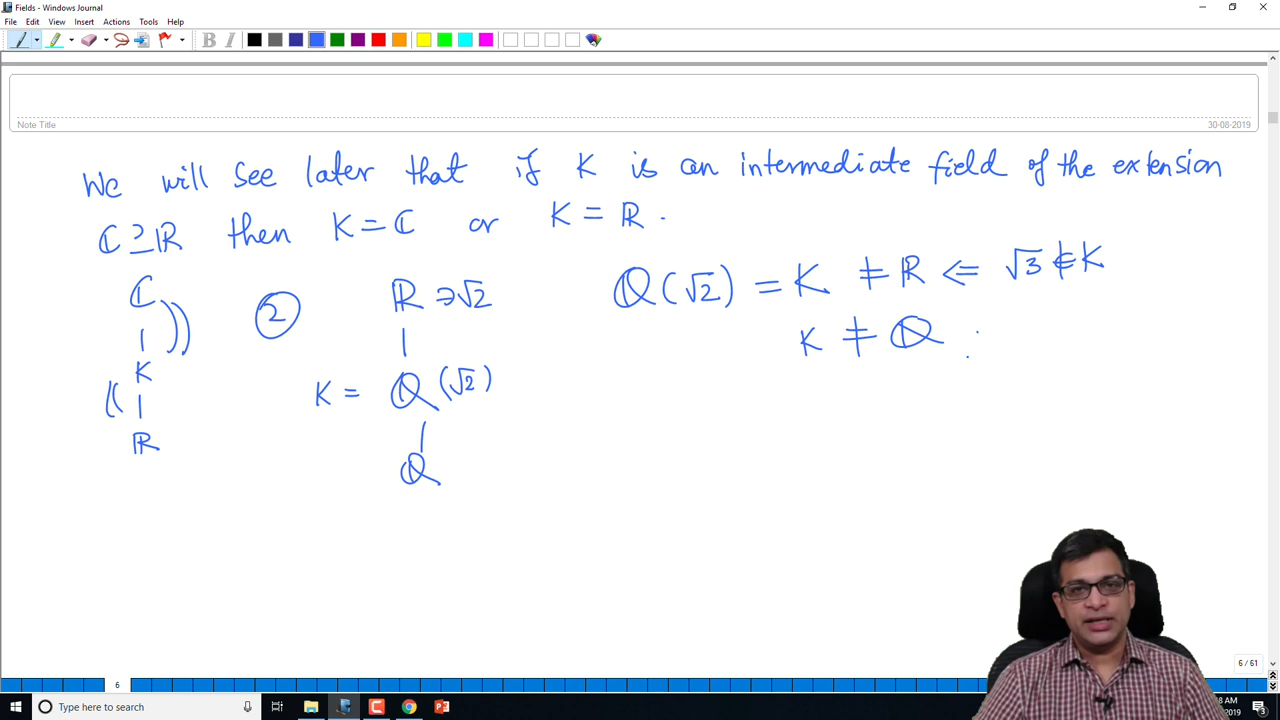 Fields - Windows Journal
File Edit View Insert Actions Tools Help
Note Title
30-08-2019
We will see later that if K is an intermediate field of the extension
ℂ ⊇ ℝ then K = ℂ or K = ℝ.
ℂ
|
K
|
ℝ
②
ℝ ∋ √2
|
K = ℚ(√2)
|
ℚ
ℚ(√2) = K ≠ ℝ ⇐ √3 ∉ K
K ≠ ℚ :
6 / 61
6
Type here to search